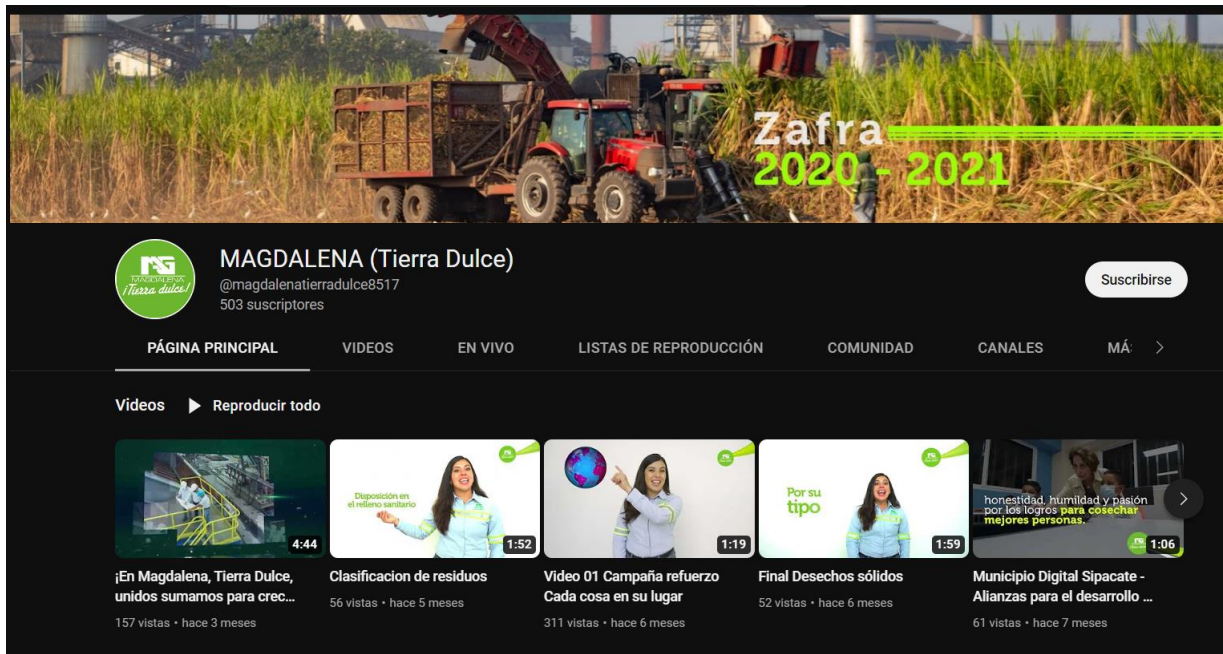 Zafra
2020 - 2021
MAG
MAGDALENA
¡Tierra dulce!
MAGDALENA (Tierra Dulce)
@magdalenatierradulce8517
503 suscriptores
Suscribirse
PÁGINA PRINCIPAL VIDEOS EN VIVO LISTAS DE REPRODUCCIÓN COMUNIDAD CANALES MÁ
Videos Reproducir todo
4:44
Disposición en
el relleno sanitario
1:52
1:19
Por su
tipo
1:59
honestidad, humildad y pasión
por los logros para cosechar
mejores personas.
1:06
¡En Magdalena, Tierra Dulce,
unidos sumamos para crec...
157 vistas • hace 3 meses
Clasificacion de residuos
56 vistas • hace 5 meses
Video 01 Campaña refuerzo
Cada cosa en su lugar
311 vistas • hace 6 meses
Final Desechos sólidos
52 vistas • hace 6 meses
Municipio Digital Sipacate -
Alianzas para el desarrollo ...
61 vistas • hace 7 meses